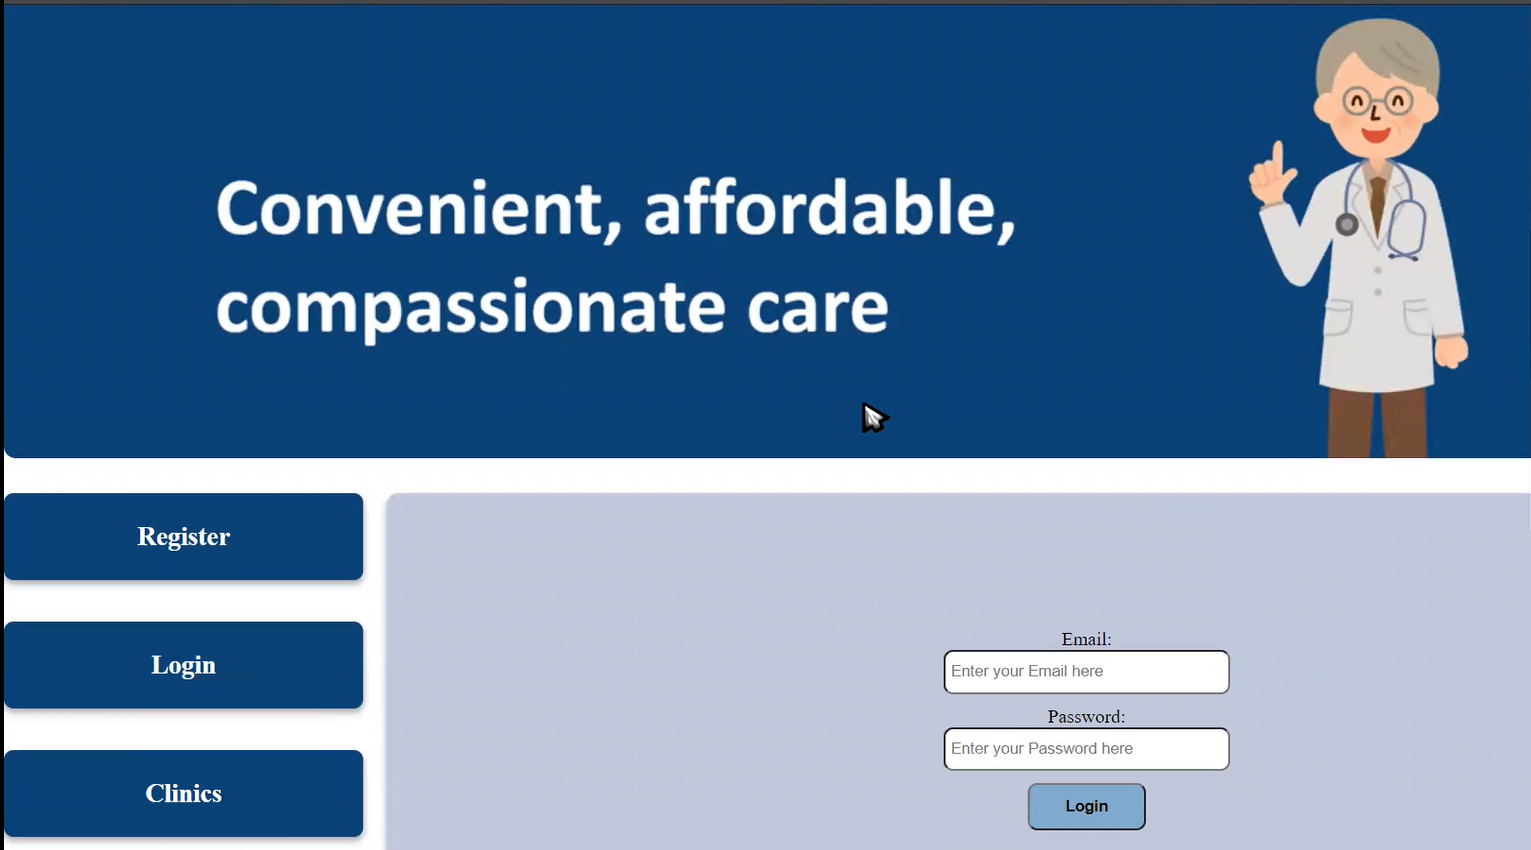 Convenient, affordable,
compassionate care
Register
Login
Clinics
Email:
Enter your Email here
Password:
Enter your Password here
Login